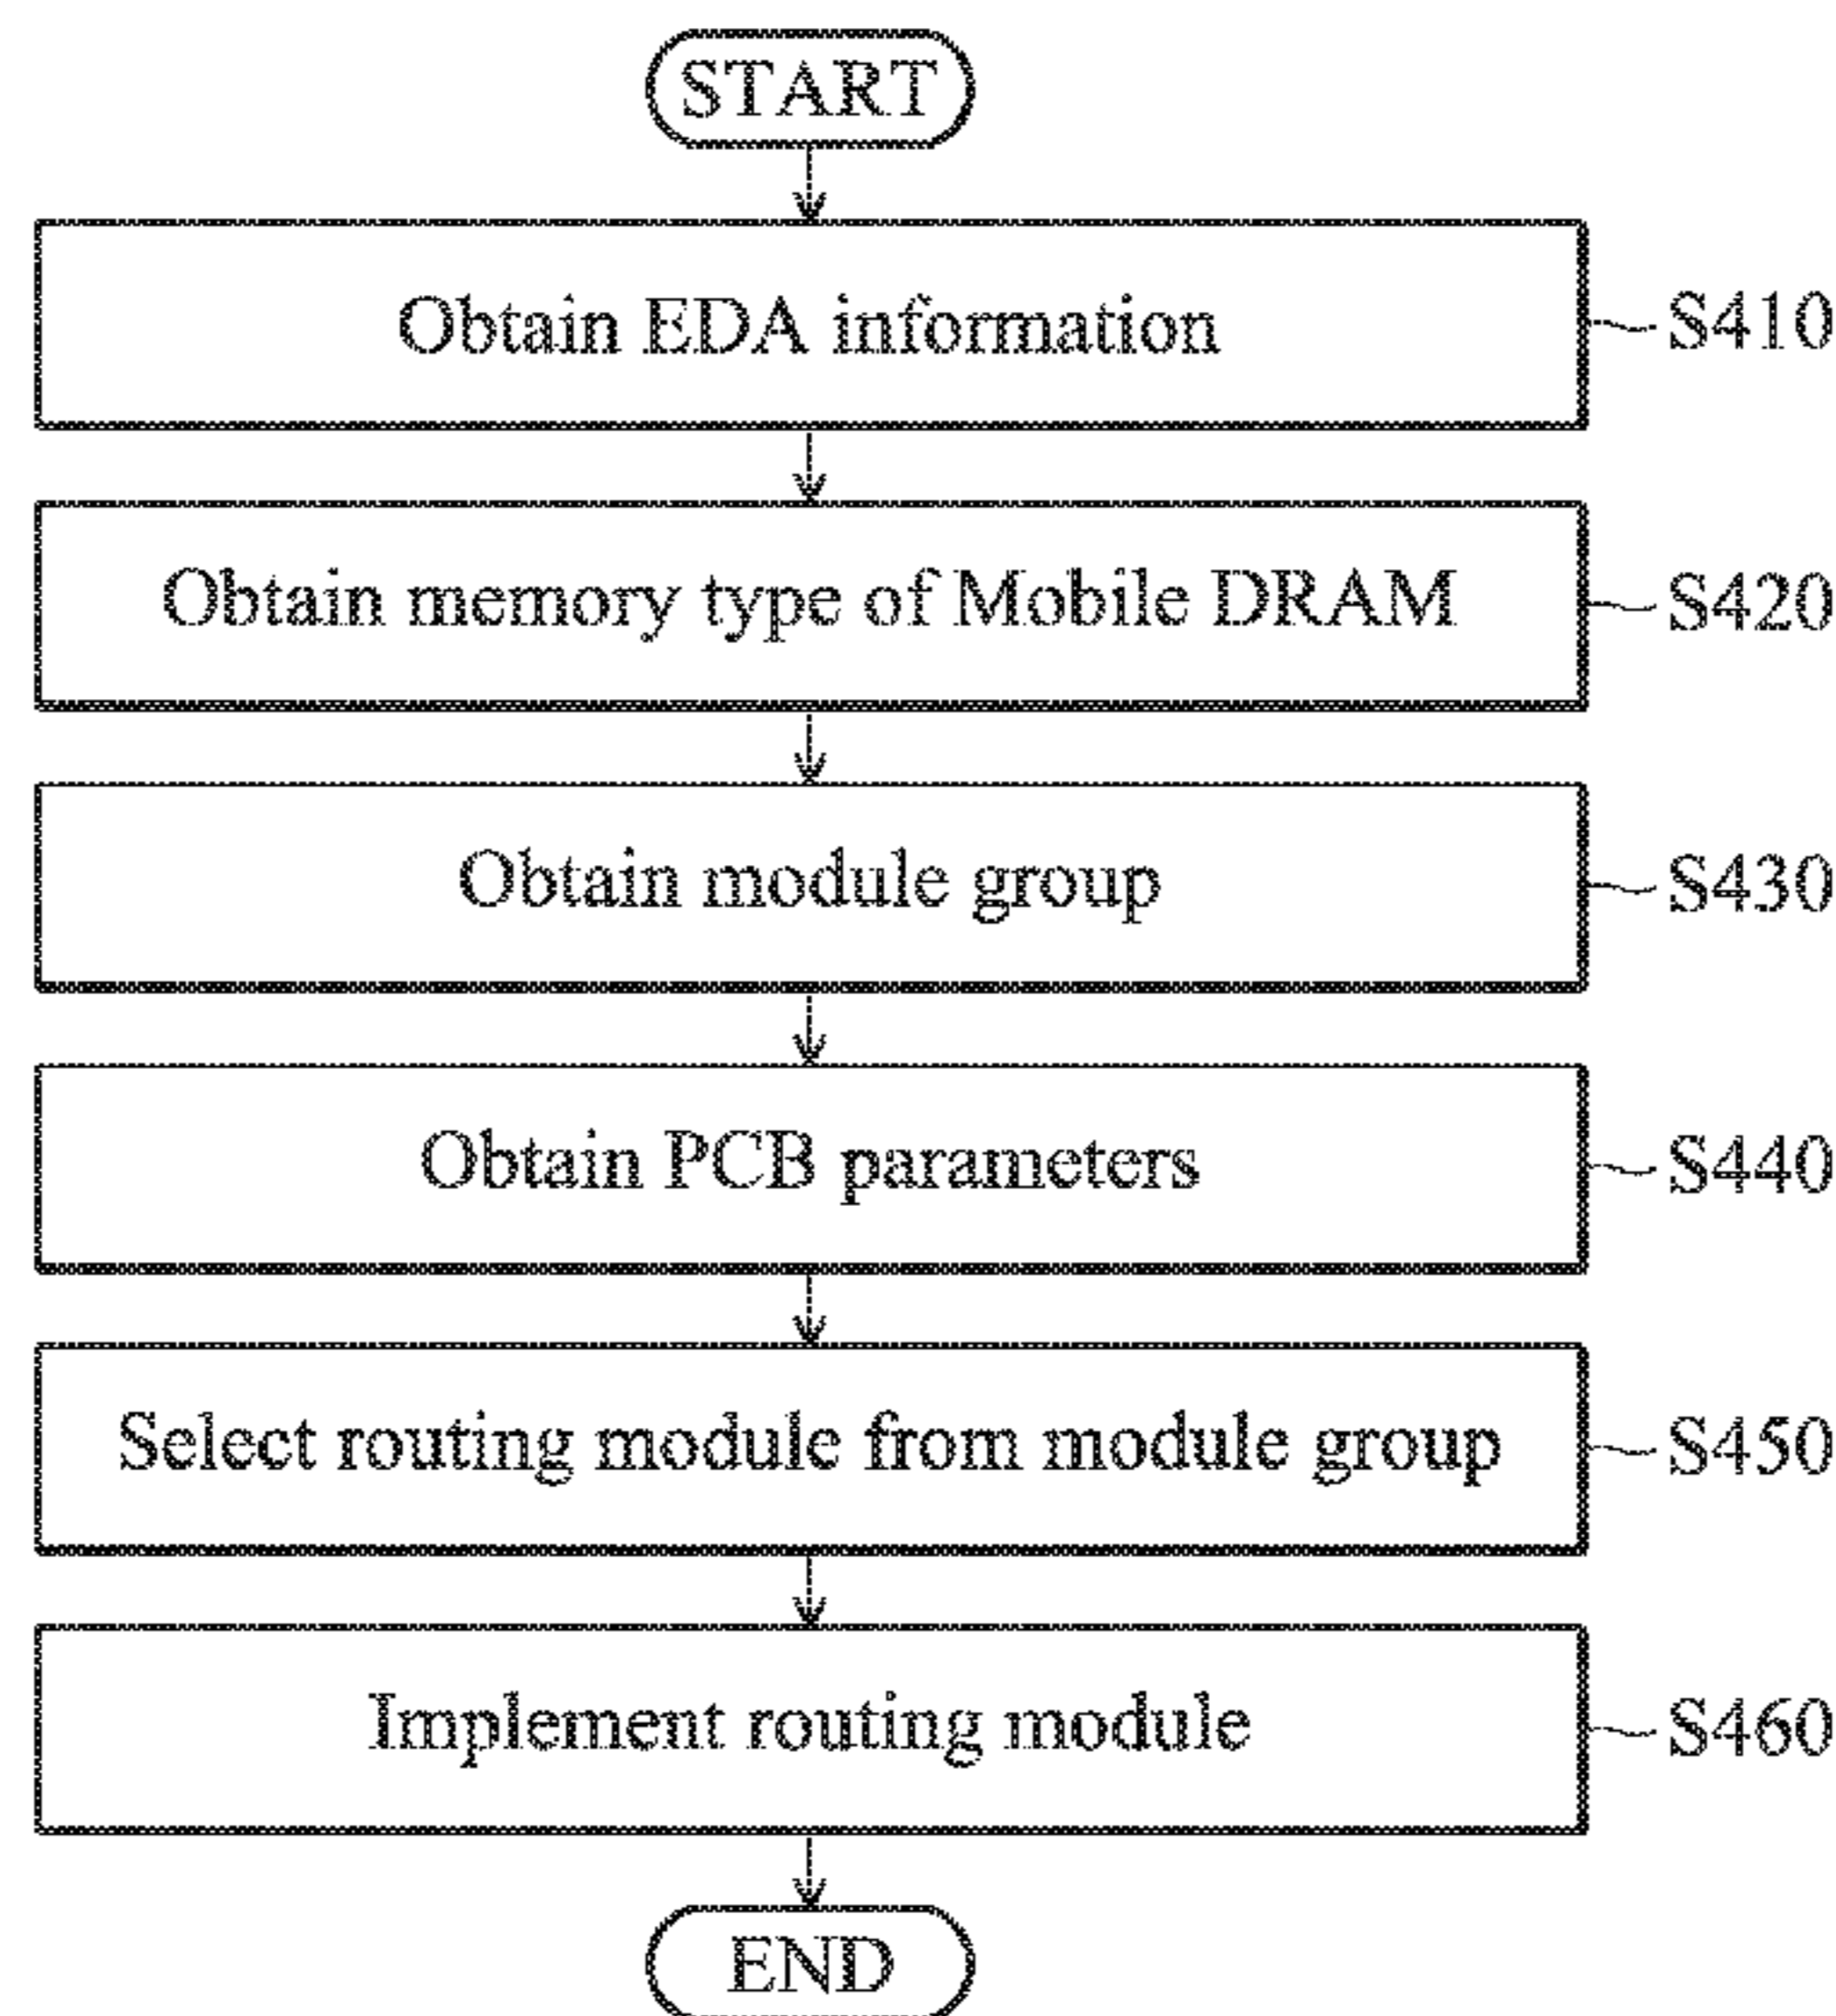 START
Obtain EDA information
S410
Obtain memory type of Mobile DRAM
S420
Obtain module group
S430
Obtain PCB parameters
S440
Select routing module from module group
S450
Implement routing module
S460
END